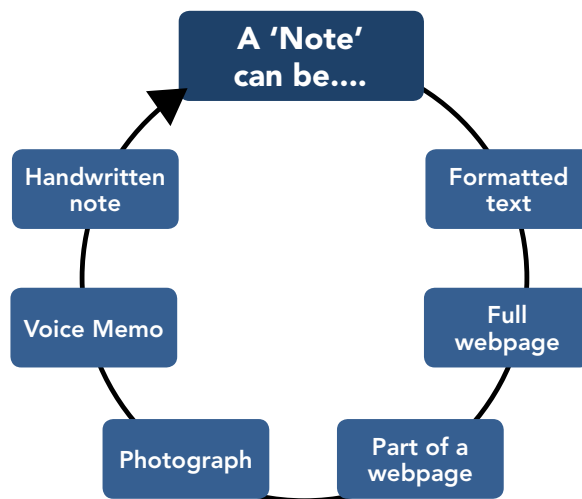 A ‘Note’
can be....
Formatted
text
Full
webpage
Part of a
webpage
Photograph
Voice Memo
Handwritten
note